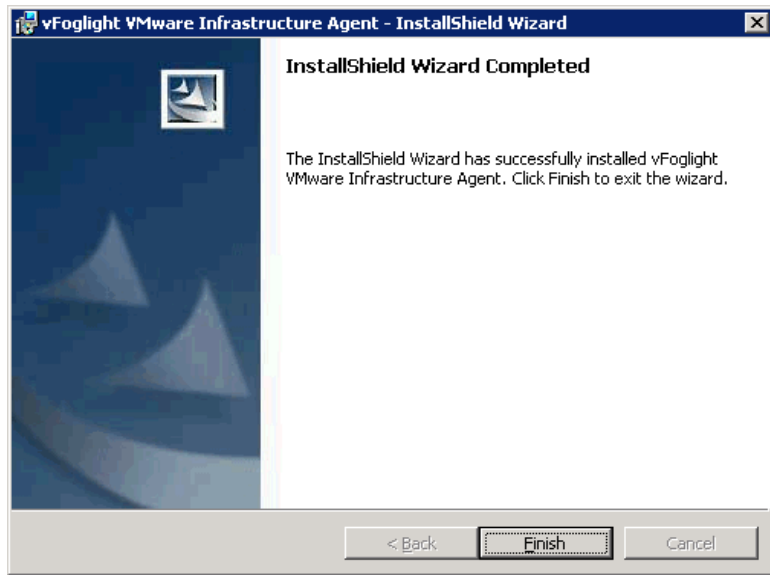 vFoglight VMware Infrastructure Agent - InstallShield Wizard
InstallShield Wizard Completed
The InstallShield Wizard has successfully installed vFoglight
VMware Infrastructure Agent. Click Finish to exit the wizard.
< Back
Finish
Cancel